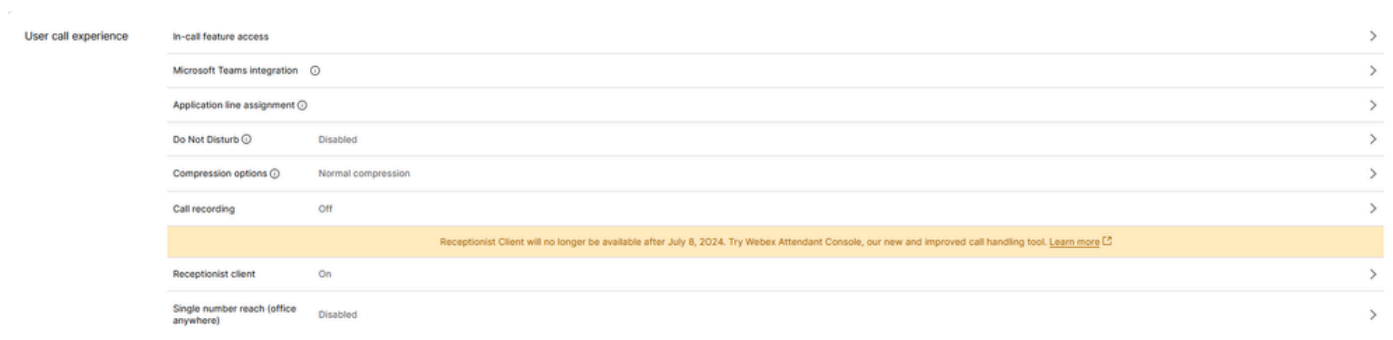 User call experience
In-call feature access
Microsoft Teams integration
Application line assignment
Do Not Disturb Disabled
Compression options Normal compression
Call recording Off
Receptionist Client will no longer be available after July 8, 2024. Try Webex Attendant Console, our new and improved call handling tool. Learn more
Receptionist client On
Single number reach (office
anywhere) Disabled